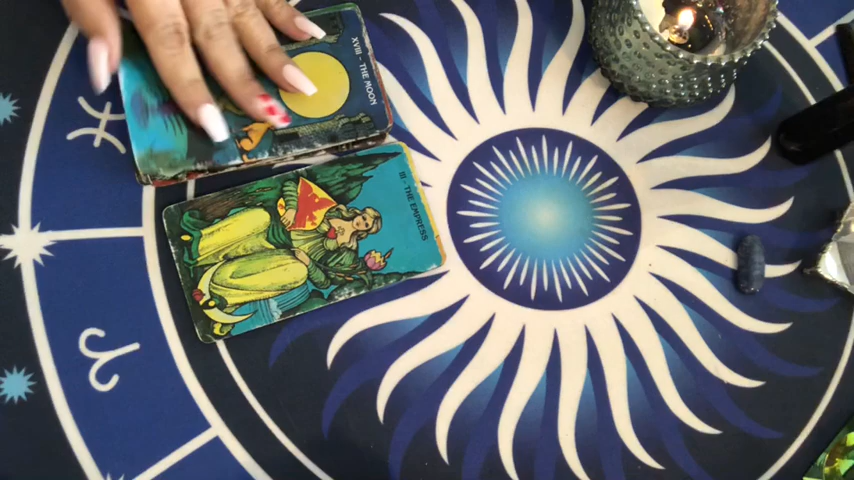 XVIII - THE MOON
III - THE EMPRESS